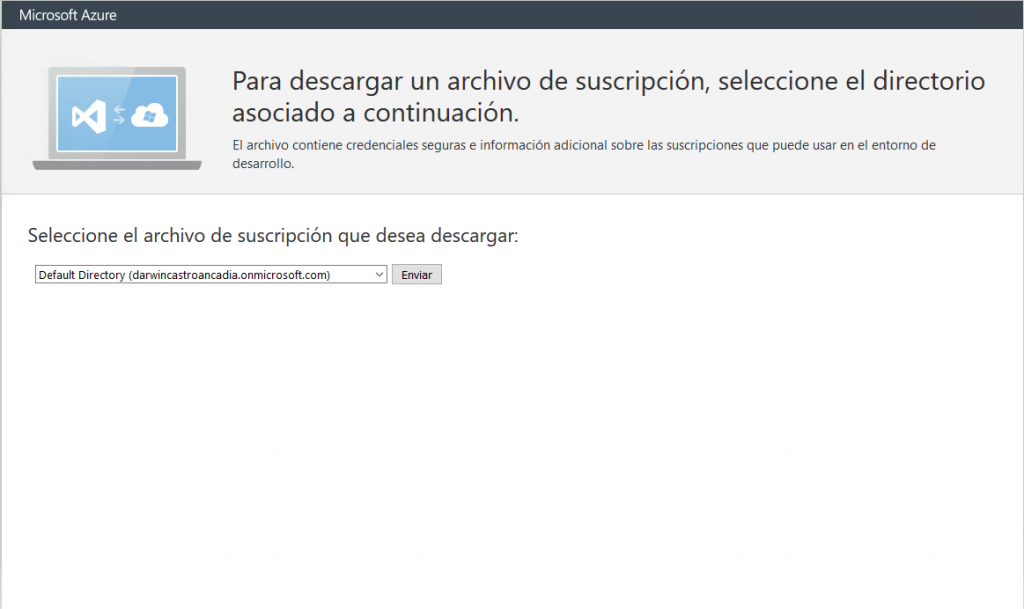 Microsoft Azure
Para descargar un archivo de suscripción, seleccione el directorio
asociado a continuación.
El archivo contiene credenciales seguras e información adicional sobre las suscripciones que puede usar en el entorno de
desarrollo.
Seleccione el archivo de suscripción que desea descargar:
Default Directory (darwincastroancadia.onmicrosoft.com) Enviar